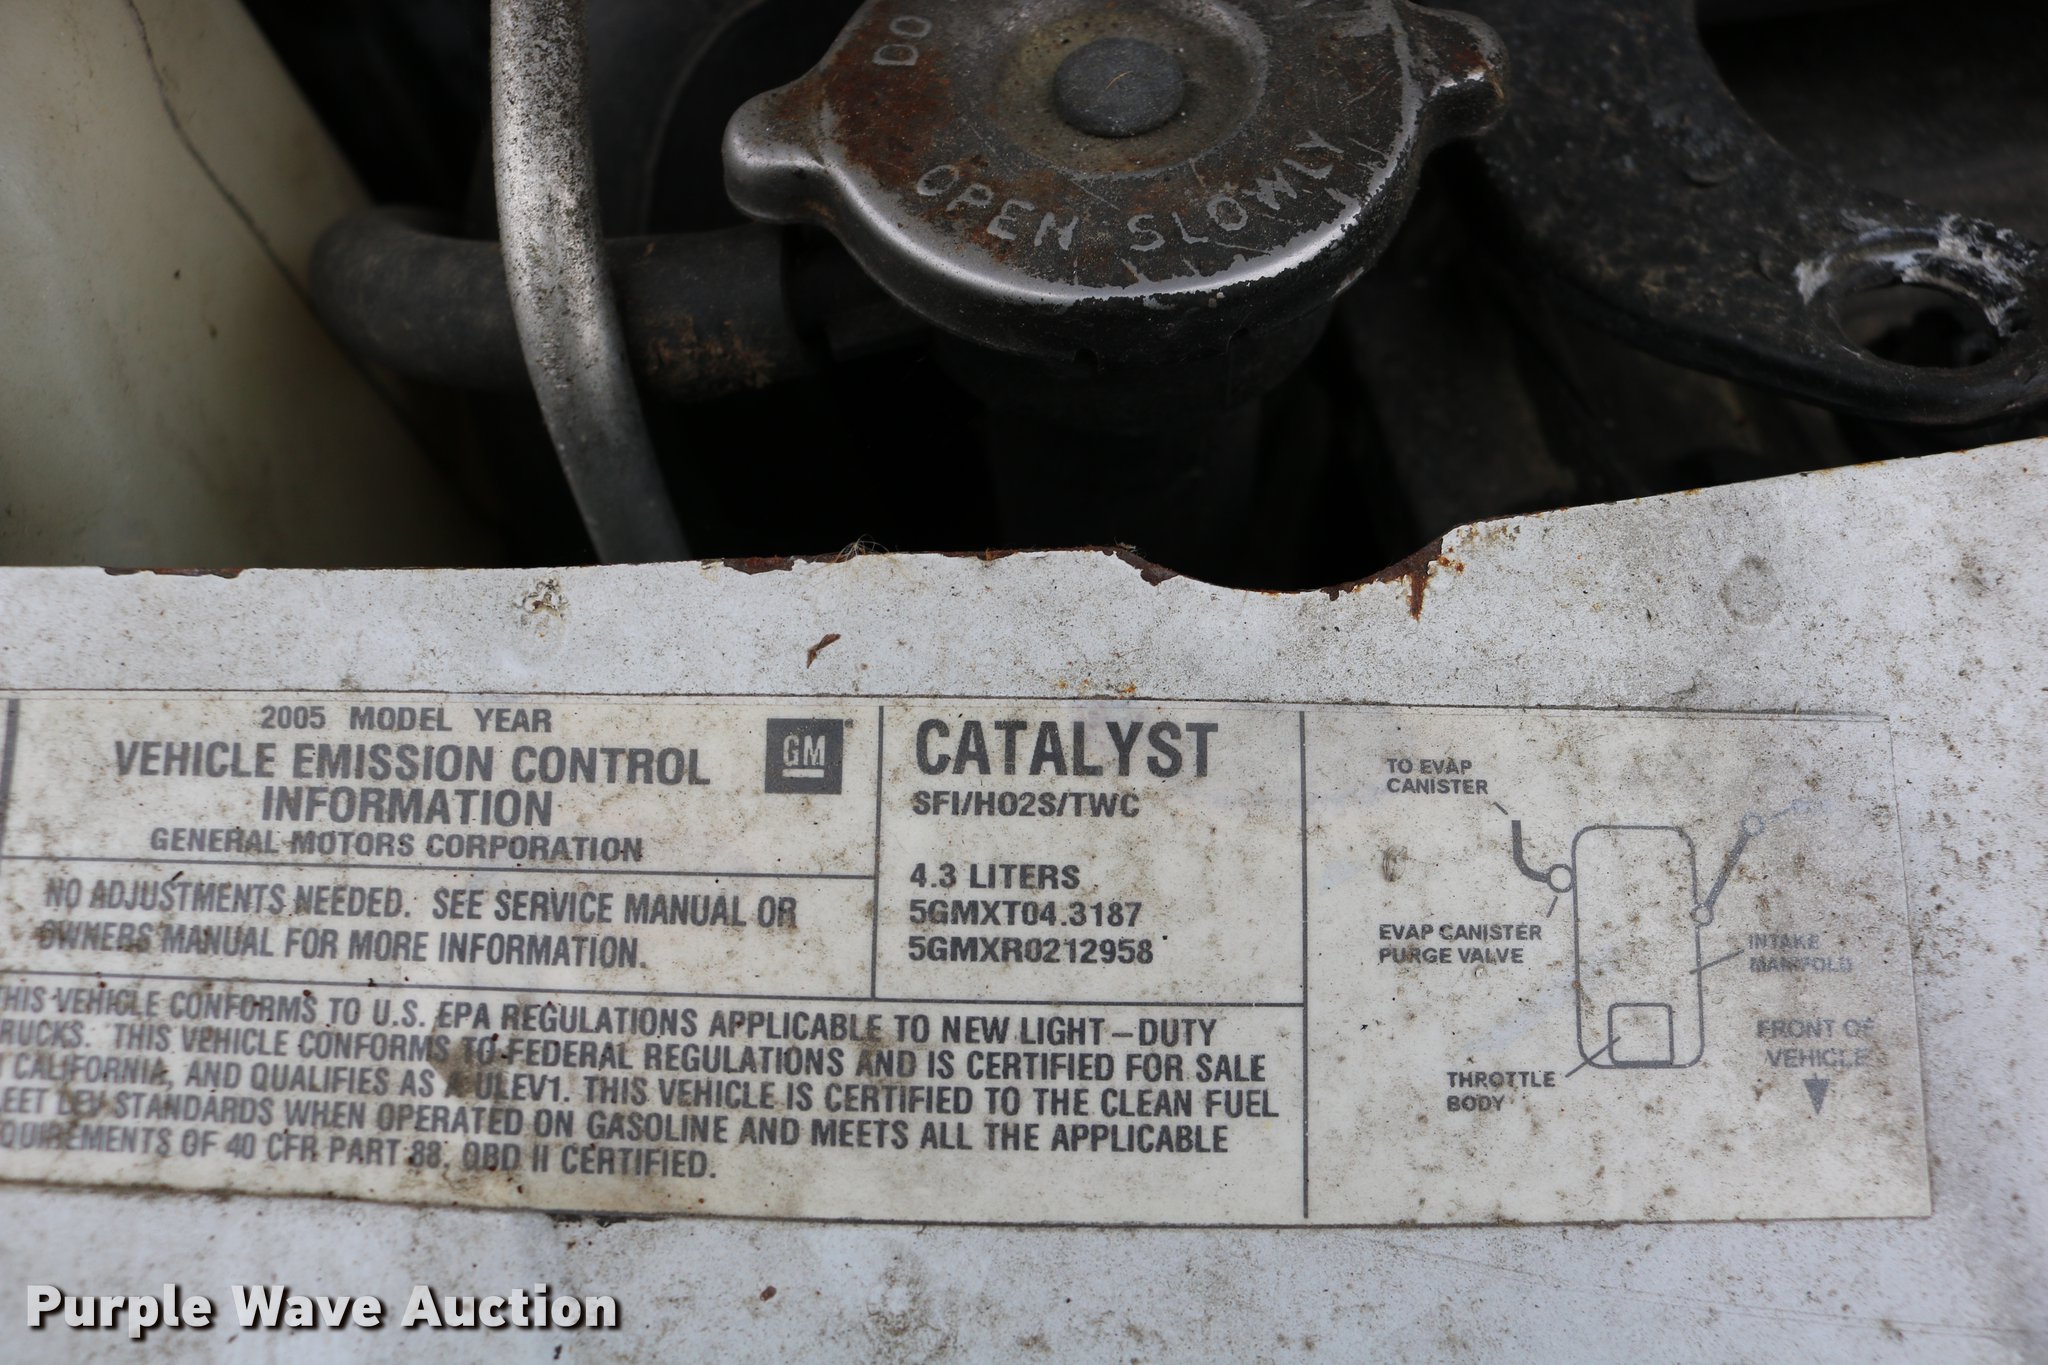 DO
OPEN SLOWLY
2005 MODEL YEAR
VEHICLE EMISSION CONTROL
INFORMATION
GENERAL MOTORS CORPORATION
GM
NO ADJUSTMENTS NEEDED. SEE SERVICE MANUAL OR
OWNERS MANUAL FOR MORE INFORMATION.
CATALYST
SFI/HO2S/TWC
4.3 LITERS
5GMXT04.3187
5GMXR0212958
THIS VEHICLE CONFORMS TO U.S. EPA REGULATIONS APPLICABLE TO NEW LIGHT-DUTY
RUCKS. THIS VEHICLE CONFORMS TO FEDERAL REGULATIONS AND IS CERTIFIED FOR SALE
CALIFORNIA, AND QUALIFIES AS A ULEV1. THIS VEHICLE IS CERTIFIED TO THE CLEAN FUEL
EET LEV STANDARDS WHEN OPERATED ON GASOLINE AND MEETS ALL THE APPLICABLE
QUIREMENTS OF 40 CFR PART 88. OBD II CERTIFIED.
TO EVAP
CANISTER
EVAP CANISTER
PURGE VALVE
INTAKE
MANIFOLD
THROTTLE
BODY
FRONT OF
VEHICLE
Purple Wave Auction